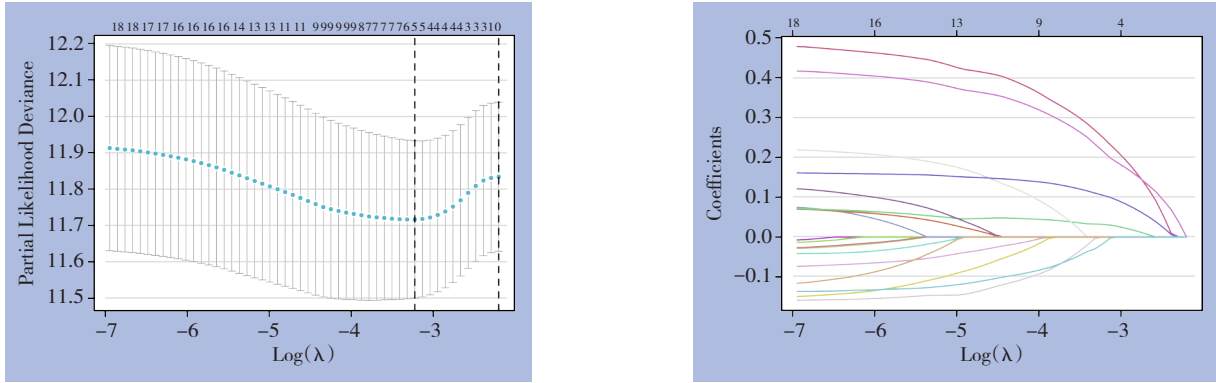 18 18 17 17 16 16 16 16 14 13 13 11 11 9 9 9 9 9 8 7 7 7 7 7 6 5 5 4 4 4 4 3 3 3 1 0
12.2
12.1
12.0
11.9
11.8
11.7
11.6
11.5
Partial Likelihood Deviance
−7 −6 −5 −4 −3
Log(λ)
18 16 13 9 4
0.5
0.4
0.3
0.2
0.1
0.0
−0.1
Coefficients
−7 −6 −5 −4 −3
Log(λ)